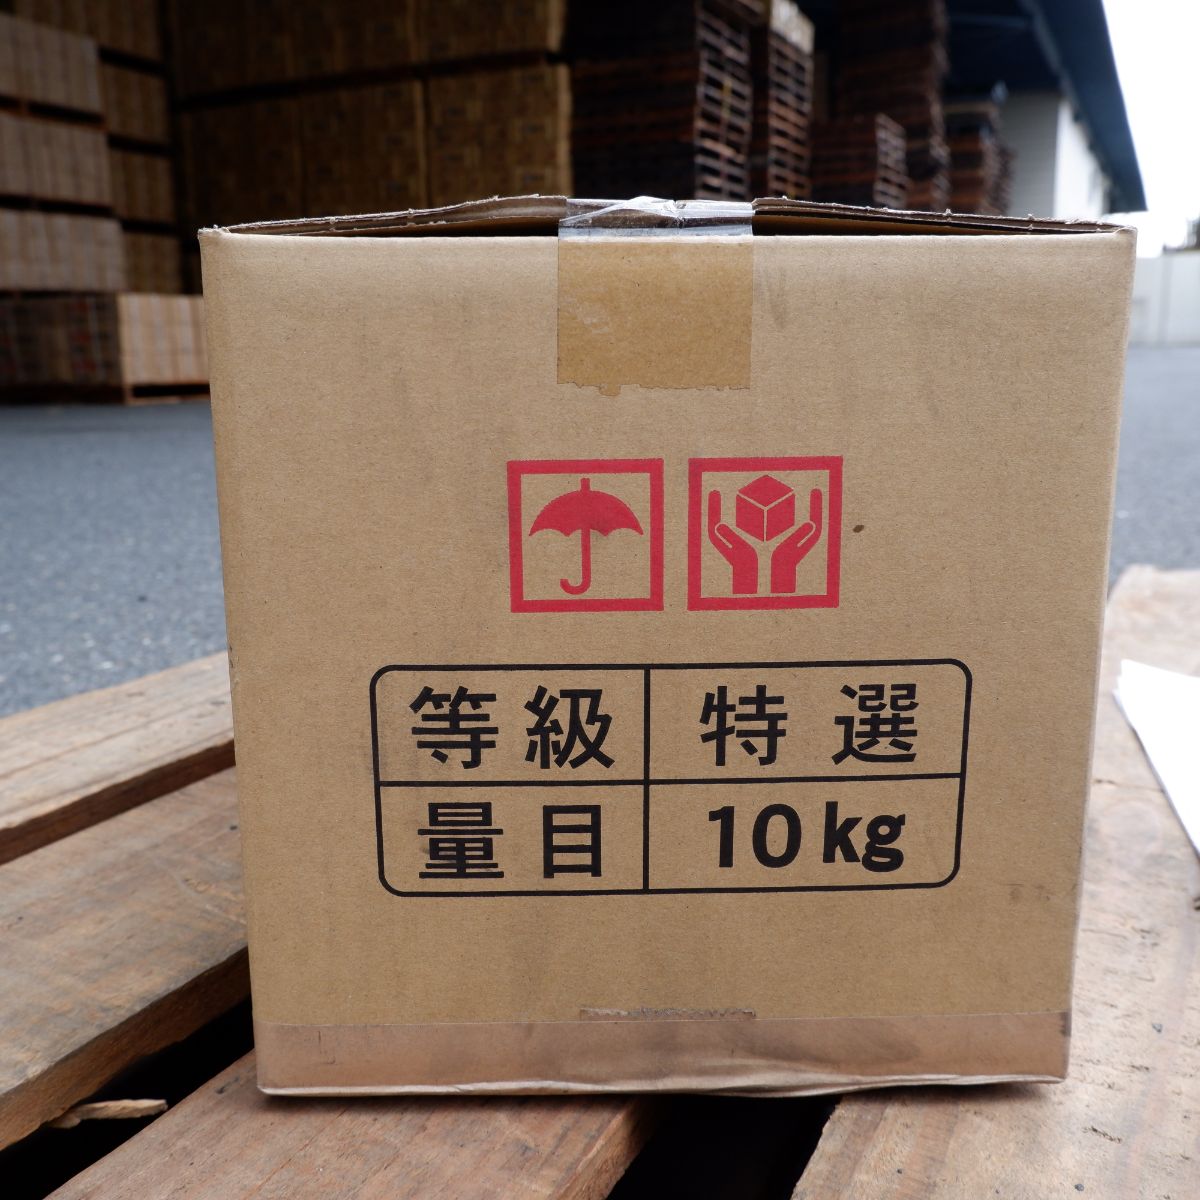 等級 特選
量目 10kg